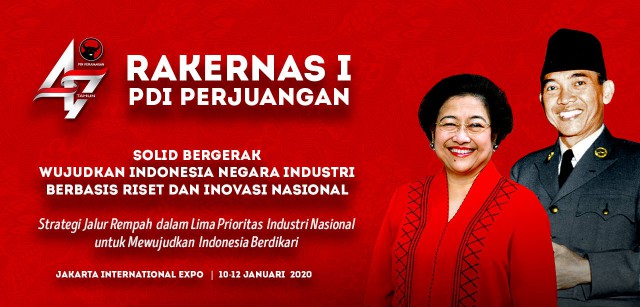 47
PDI PERJUANGAN
TAHUN
RAKERNAS I
PDI PERJUANGAN
SOLID BERGERAK
WUJUDKAN INDONESIA NEGARA INDUSTRI
BERBASIS RISET DAN INOVASI NASIONAL
Strategi Jalur Rempah dalam Lima Prioritas Industri Nasional
untuk Mewujudkan Indonesia Berdikari
JAKARTA INTERNATIONAL EXPO | 10-12 JANUARI 2020